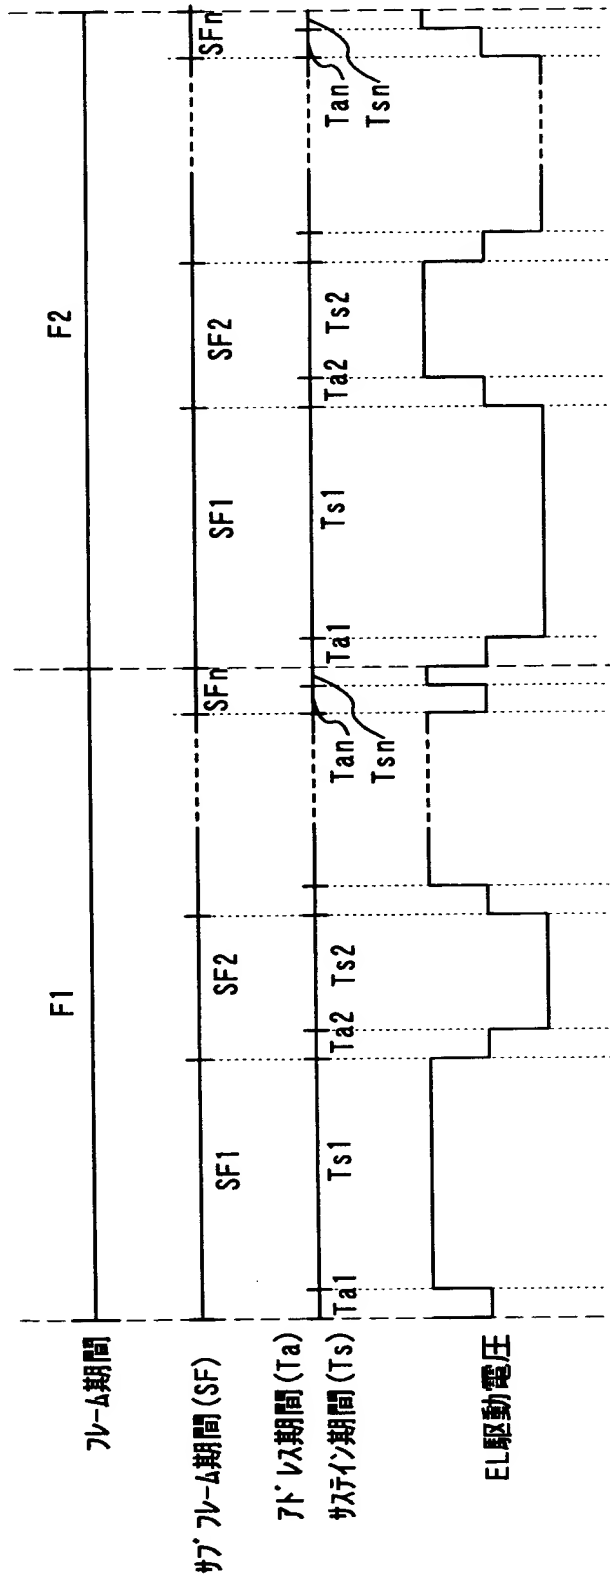 フレーム期間
F1
F2
サブフレーム期間(SF)
SF1
SF2
SFn
SF1
SF2
SFn
アドレス期間(Ta)
サステイン期間(Ts)
Ta1
Ts1
Ta2
Ts2
Tan
Tsn
Ta1
Ts1
Ta2
Ts2
Tan
Tsn
EL駆動電圧